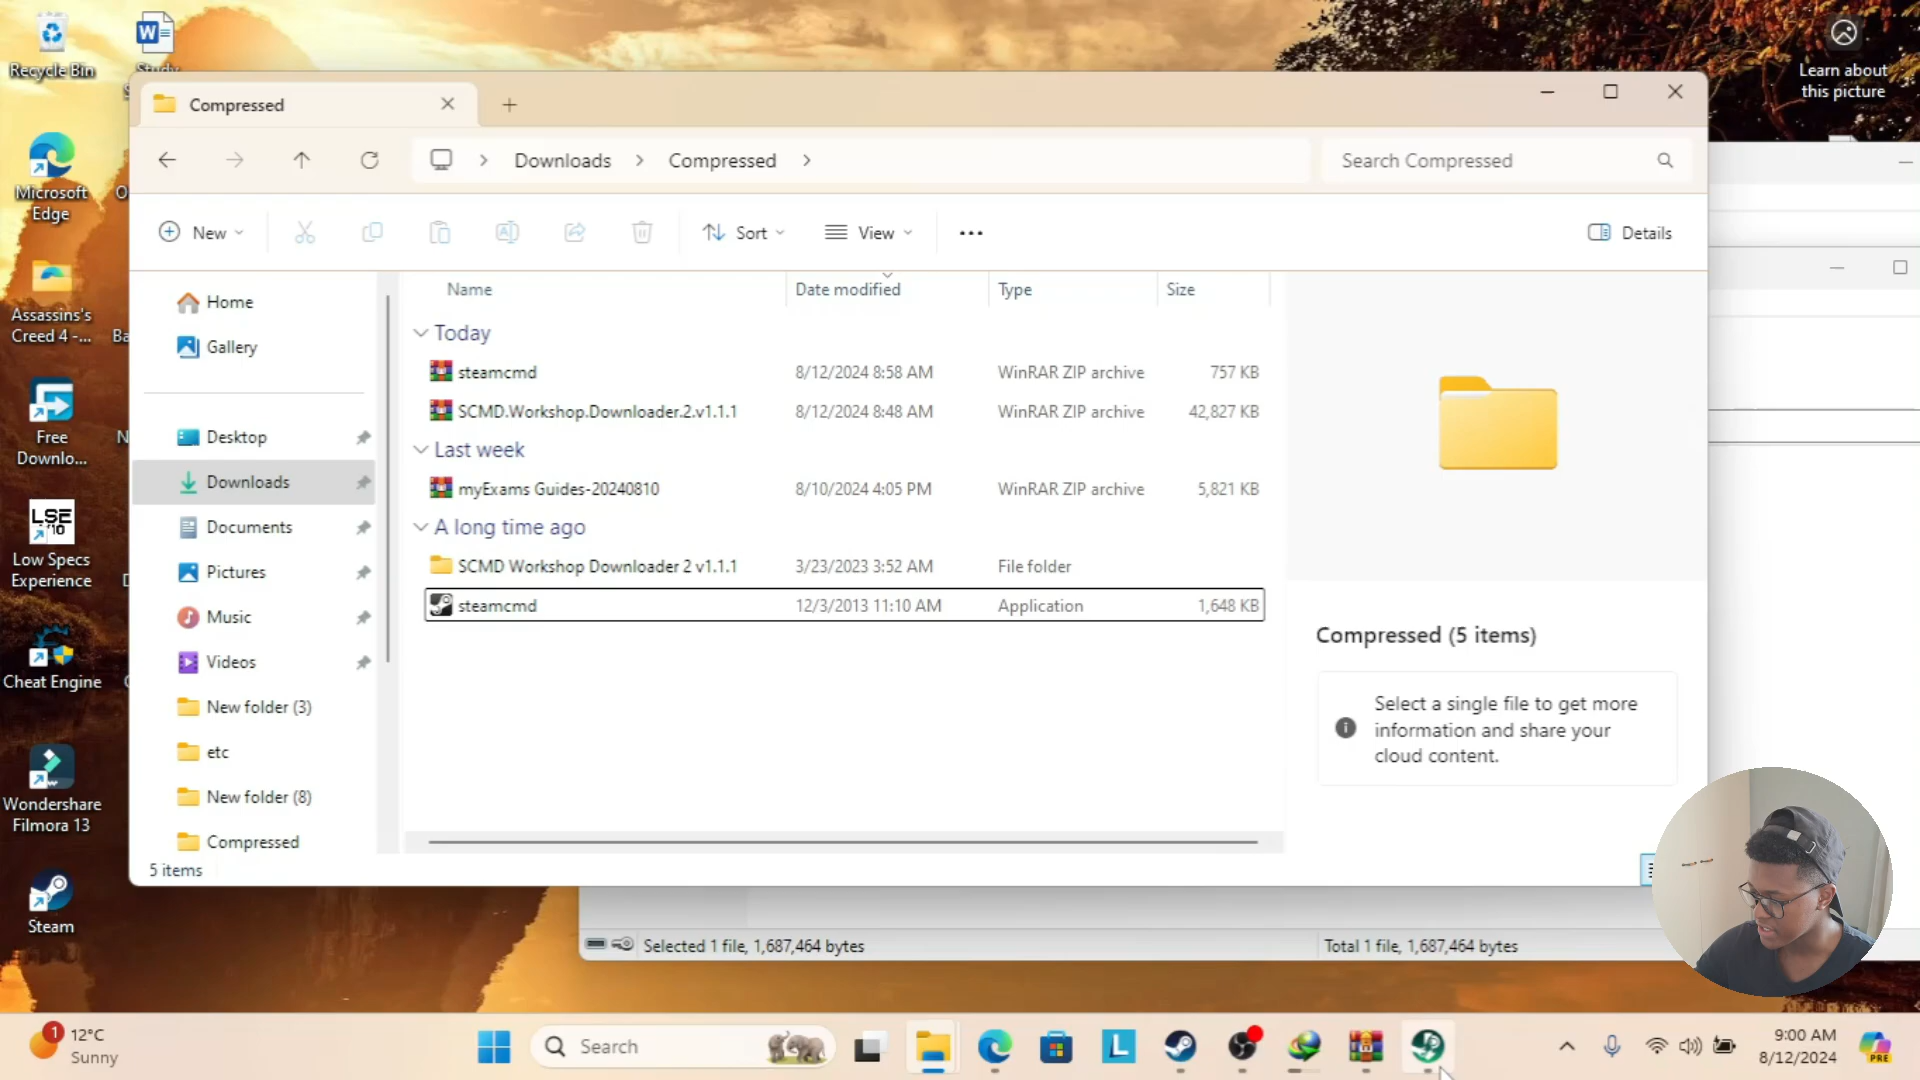 Recycle Bin
Study
Learn about
this picture
Compressed
Downloads
Compressed
Search Compressed
Microsoft
Edge
O
New
Sort
View
Details
Assassins's
Creed 4 -...
Ba
Home
Gallery
Desktop
Downloads
Documents
Pictures
Music
Videos
New folder (3)
etc
New folder (8)
Compressed
Name
Date modified
Type
Size
Today
steamcmd
8/12/2024 8:58 AM
WinRAR ZIP archive
757 KB
SCMD.Workshop.Downloader.2.v1.1.1
8/12/2024 8:48 AM
WinRAR ZIP archive
42,827 KB
Last week
myExams Guides-20240810
8/10/2024 4:05 PM
WinRAR ZIP archive
5,821 KB
A long time ago
SCMD Workshop Downloader 2 v1.1.1
3/23/2023 3:52 AM
File folder
steamcmd
12/3/2013 11:10 AM
Application
1,648 KB
Compressed (5 items)
Select a single file to get more
information and share your
cloud content.
Free
Downlo...
N
LSE
Low Specs
Experience
Cheat Engine
Wondershare
Filmora 13
Steam
5 items
Selected 1 file, 1,687,464 bytes
Total 1 file, 1,687,464 bytes
1
12°C
Sunny
Search
L
9:00 AM
8/12/2024
PRE